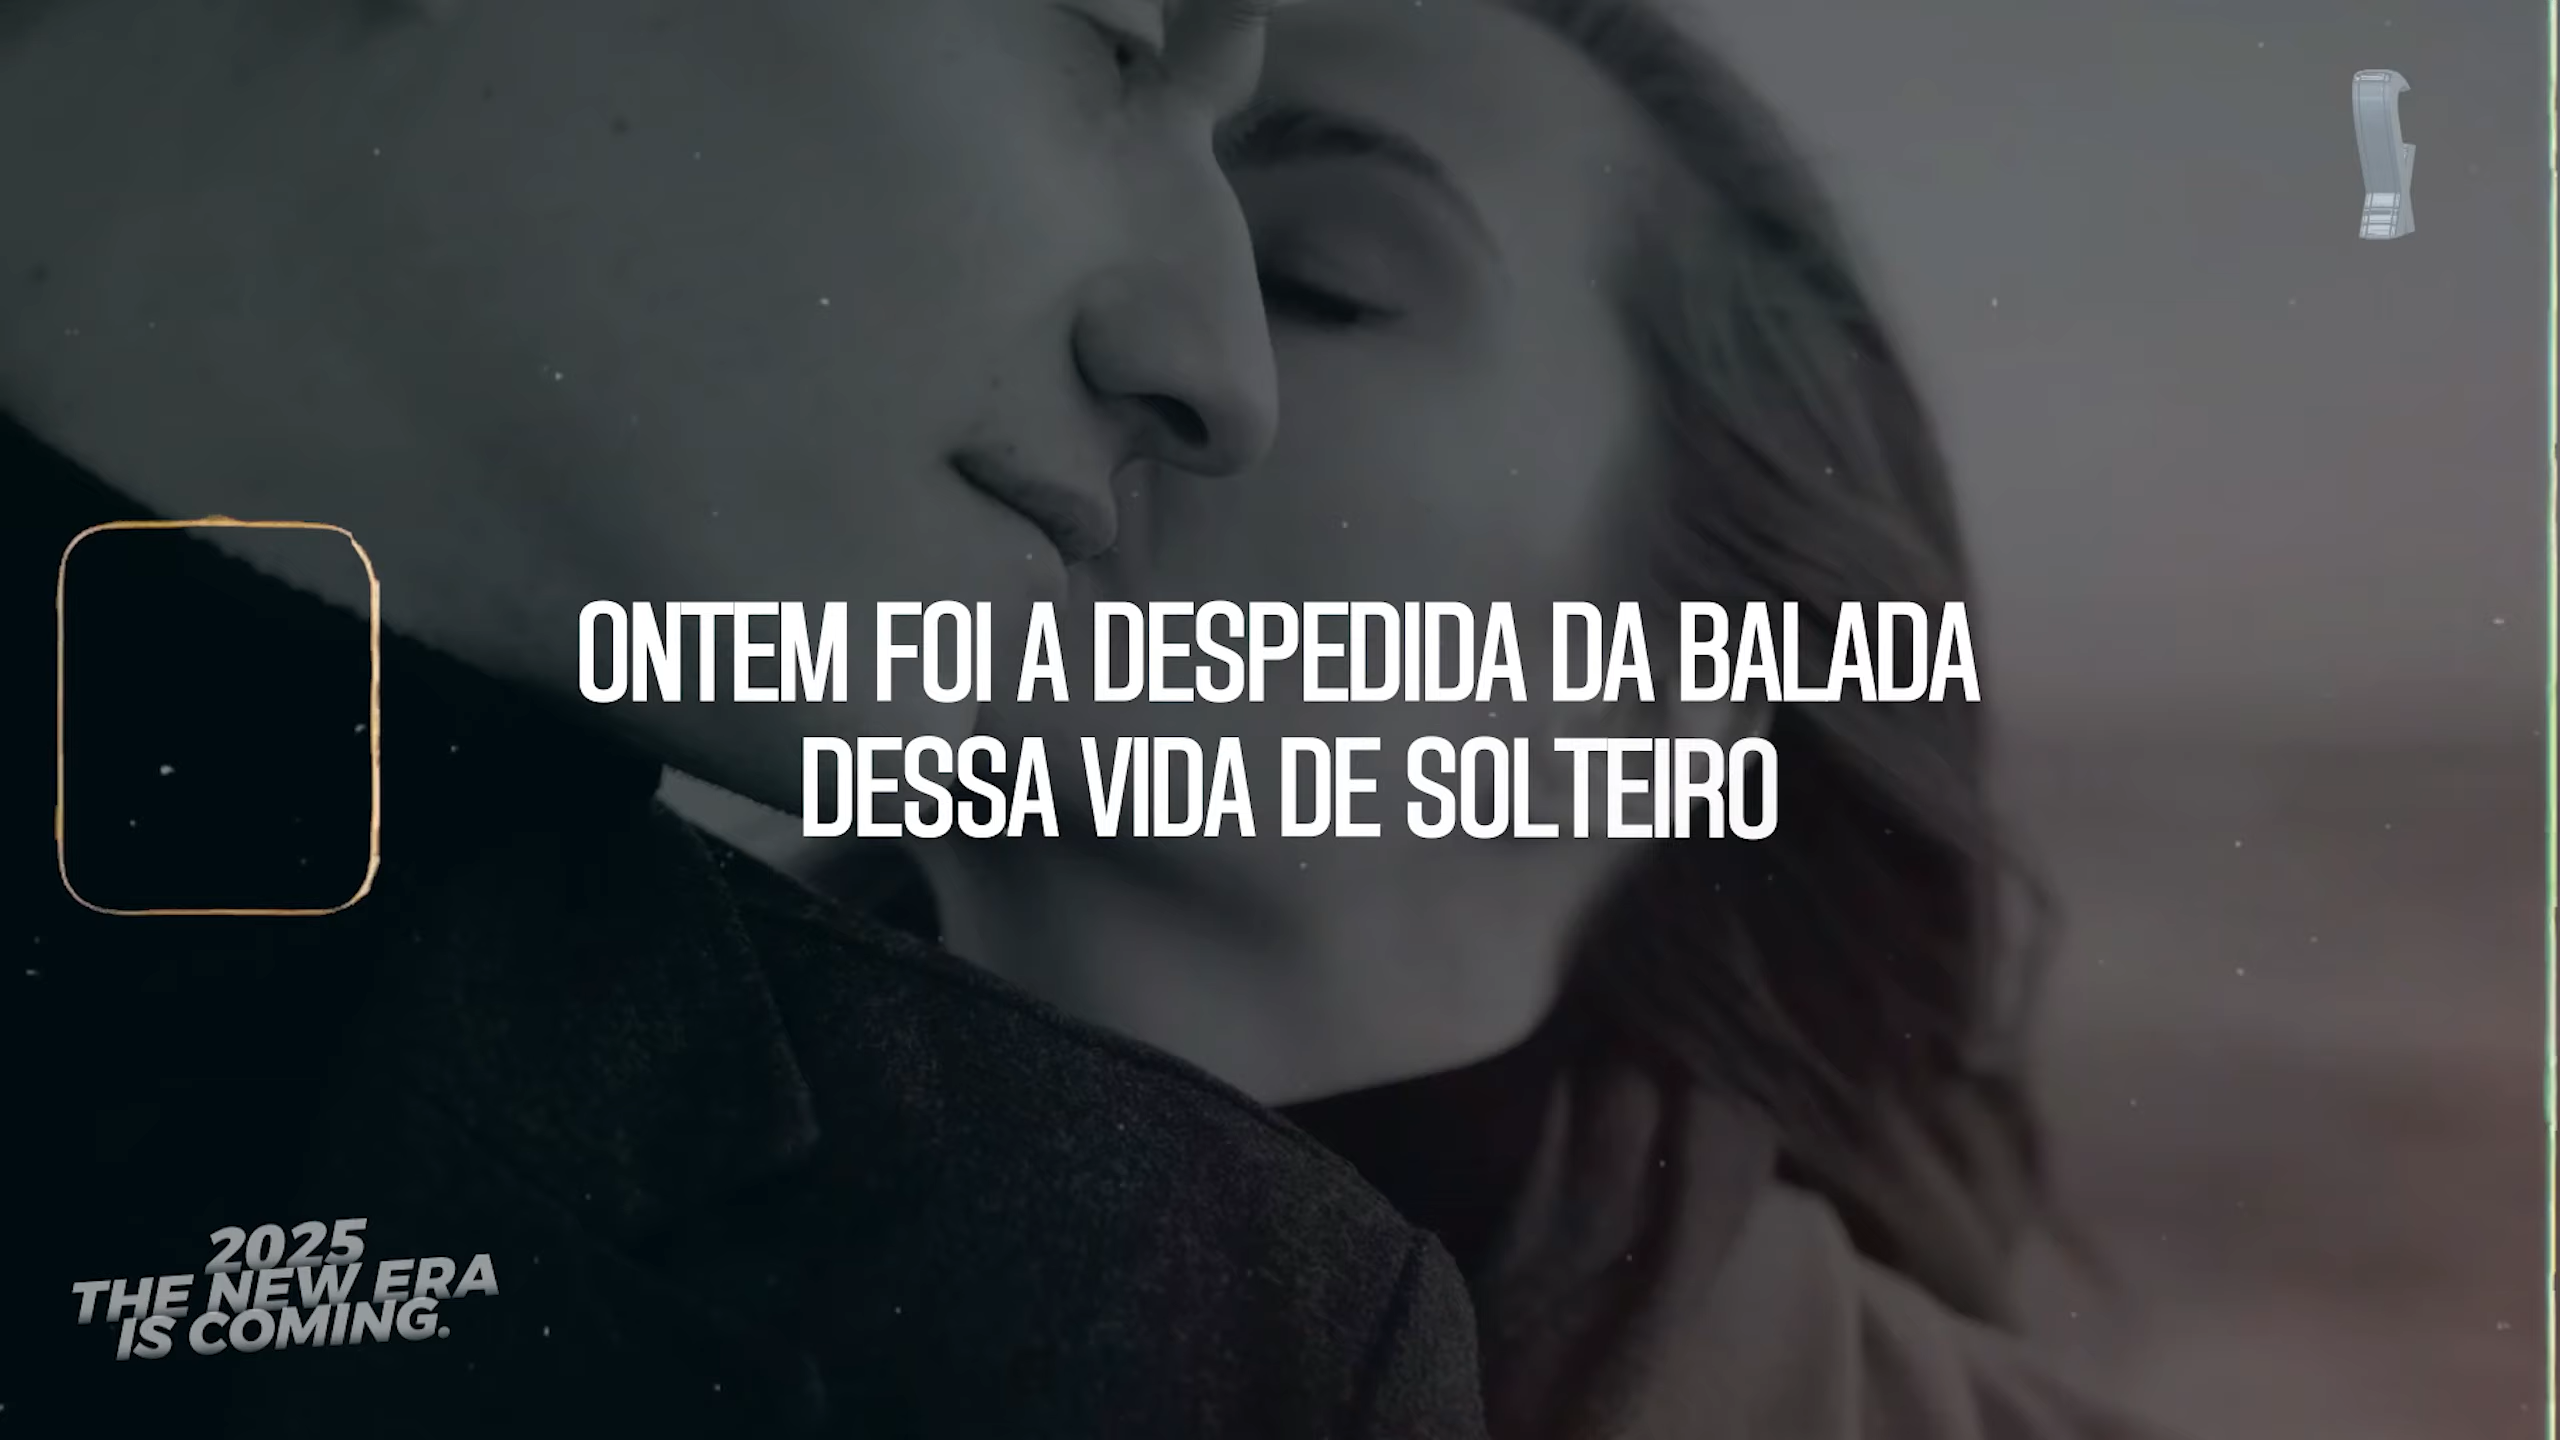 ONTEM FOI A DESPEDIDA DA BALADA
DESSA VIDA DE SOLTEIRO
2025
THE NEW ERA
IS COMING.